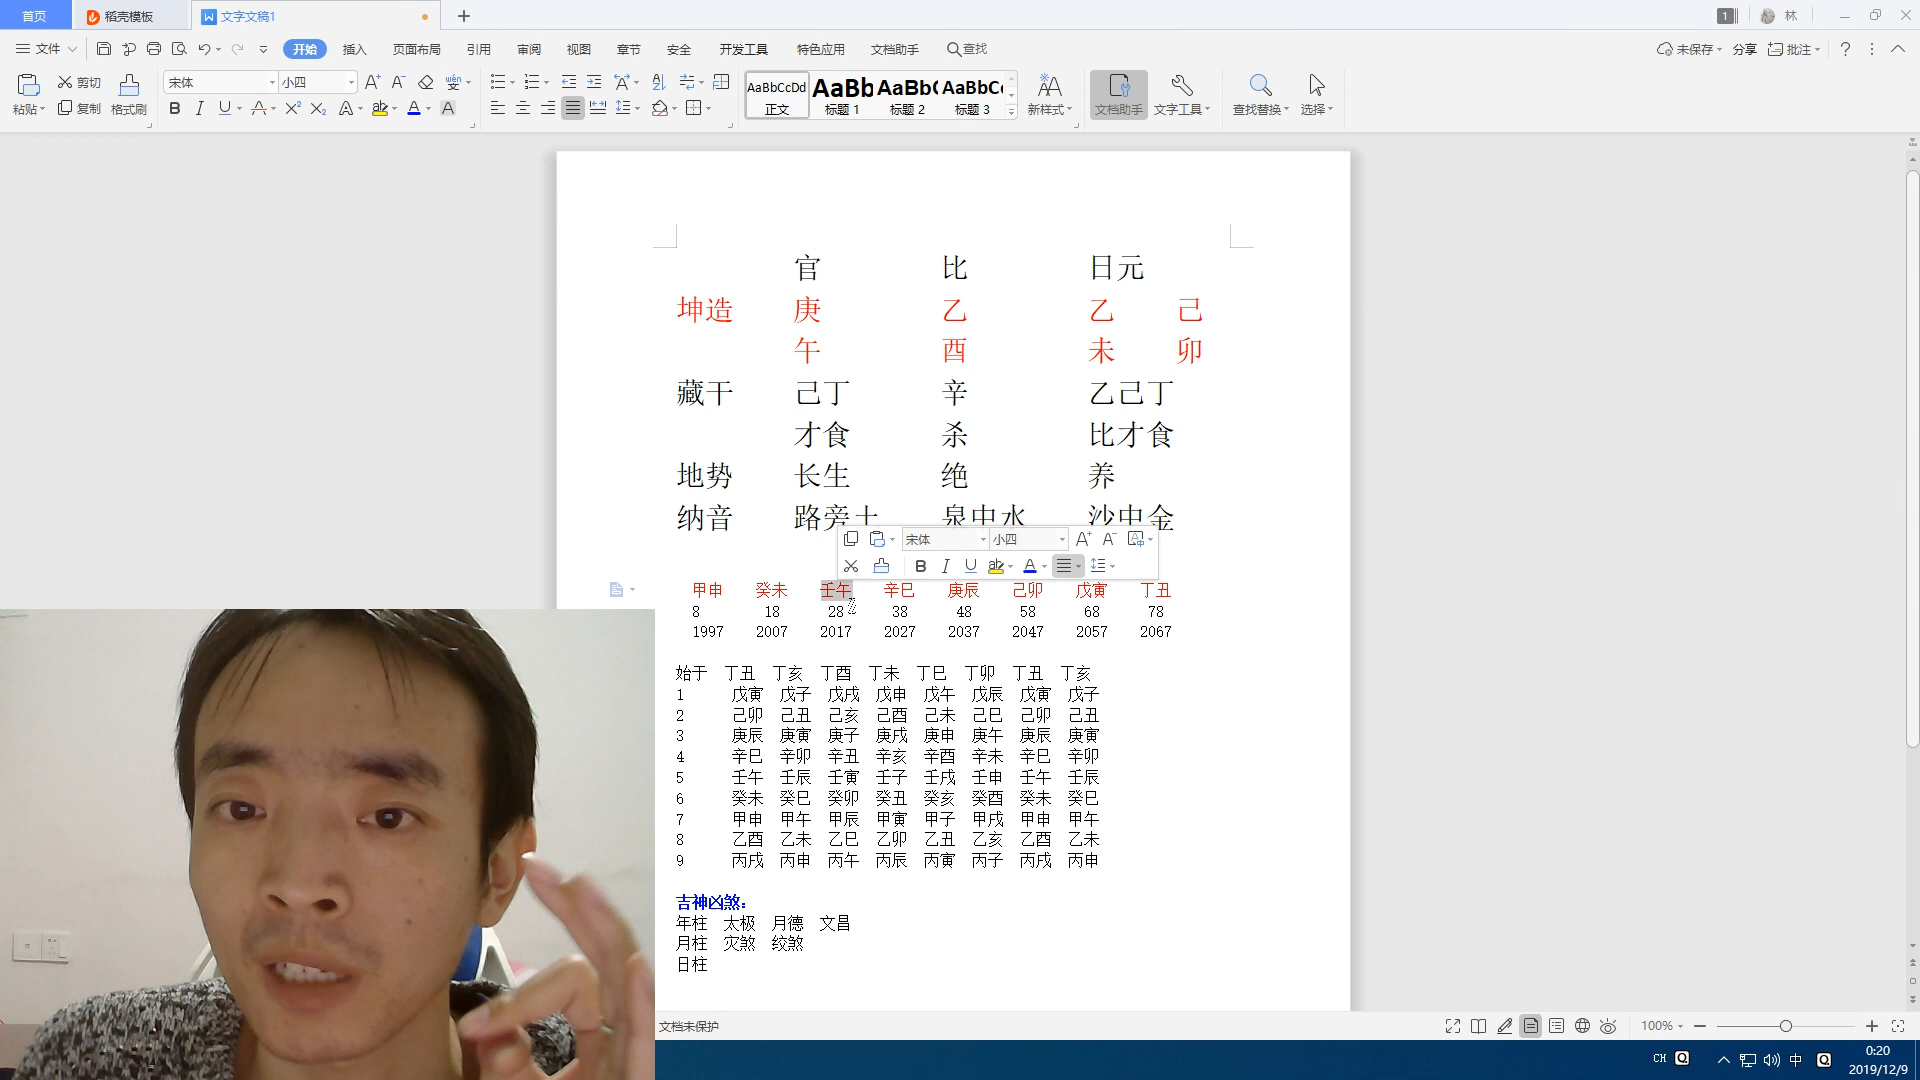 首页 稻壳模板 W 文字文稿1 + 1 林
文件 开始 插入 页面布局 引用 审阅 视图 章节 安全 开发工具 特色应用 文档助手 查找 未保存 分享 批注 ?
粘贴 剪切 复制 格式刷 宋体 小四 AaBbCcDd 正文 AaBb 标题 1 AaBb( 标题 2 AaBbC 标题 3 新样式 文档助手 文字工具 查找替换 选择
官 比 日元
坤造 庚 乙 乙 己
午 酉 未 卯
藏干 己丁 辛 乙己丁
才食 杀 比才食
地势 长生 绝 养
纳音 路旁土 泉中水 沙中金
宋体 小四
B I U
甲申 癸未 壬午 辛巳 庚辰 己卯 戊寅 丁丑
8 18 28 38 48 58 68 78
1997 2007 2017 2027 2037 2047 2057 2067
始于 丁丑 丁亥 丁酉 丁未 丁巳 丁卯 丁丑 丁亥
1 戊寅 戊子 戊戌 戊申 戊午 戊辰 戊寅 戊子
2 己卯 己丑 己亥 己酉 己未 己巳 己卯 己丑
3 庚辰 庚寅 庚子 庚戌 庚申 庚午 庚辰 庚寅
4 辛巳 辛卯 辛丑 辛亥 辛酉 辛未 辛巳 辛卯
5 壬午 壬辰 壬寅 壬子 壬戌 壬申 壬午 壬辰
6 癸未 癸巳 癸卯 癸丑 癸亥 癸酉 癸未 癸巳
7 甲申 甲午 甲辰 甲寅 甲子 甲戌 甲申 甲午
8 乙酉 乙未 乙巳 乙卯 乙丑 乙亥 乙酉 乙未
9 丙戌 丙申 丙午 丙辰 丙寅 丙子 丙戌 丙申
吉神凶煞：
年柱 太极 月德 文昌
月柱 灾煞 绞煞
日柱
文档未保护 100%
CH 中 0:20
2019/12/9